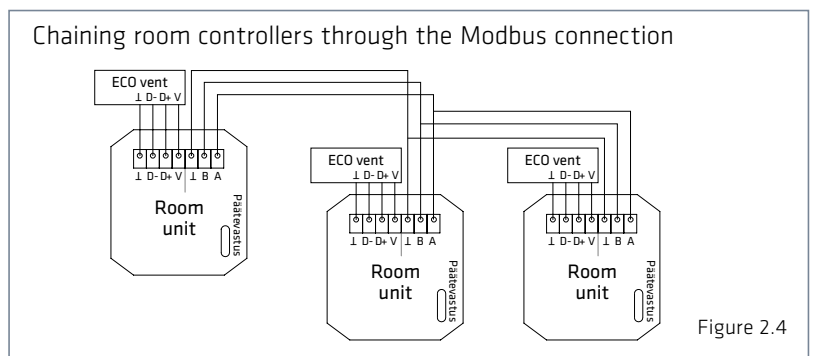 Chaining room controllers through the Modbus connection
ECO vent
⊥ D- D+ V
⊥ D- D+ V ⊥ B A
Room
unit
Päätevastus
ECO vent
⊥ D- D+ V
⊥ D- D+ V ⊥ B A
Room
unit
Päätevastus
ECO vent
⊥ D- D+ V
⊥ D- D+ V ⊥ B A
Room
unit
Päätevastus
Figure 2.4